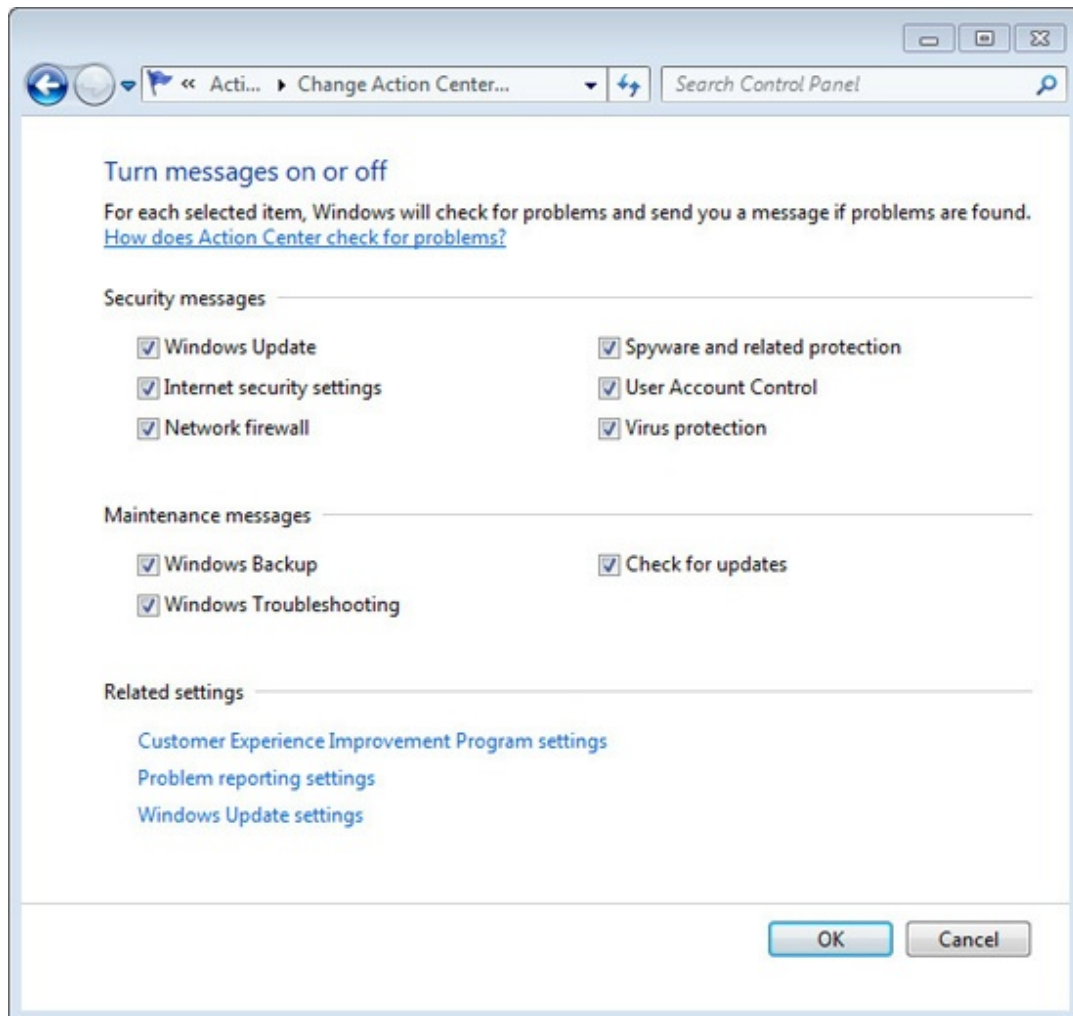 « Acti... Change Action Center...
Search Control Panel
Turn messages on or off
For each selected item, Windows will check for problems and send you a message if problems are found.
How does Action Center check for problems?
Security messages
Windows Update
Spyware and related protection
Internet security settings
User Account Control
Network firewall
Virus protection
Maintenance messages
Windows Backup
Check for updates
Windows Troubleshooting
Related settings
Customer Experience Improvement Program settings
Problem reporting settings
Windows Update settings
OK
Cancel